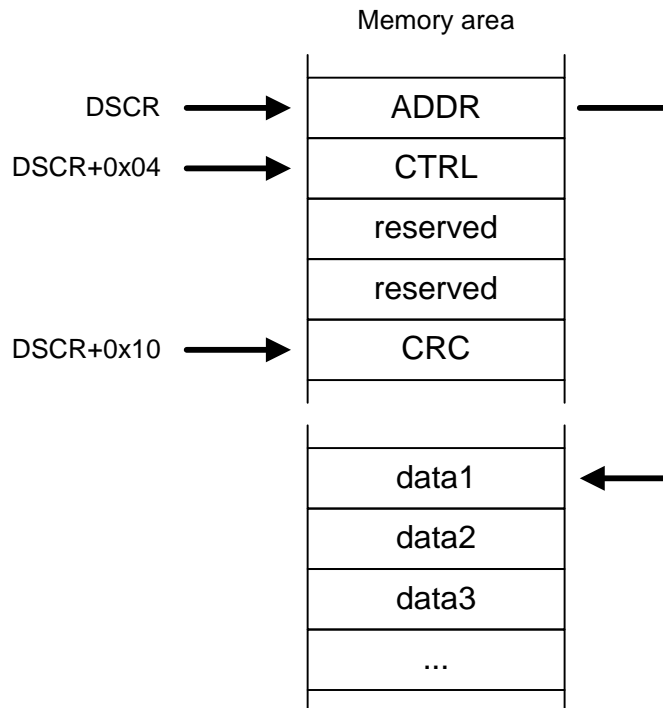 Memory area
DSCR ADDR
DSCR+0x04 CTRL
reserved
reserved
DSCR+0x10 CRC
data1
data2
data3
...